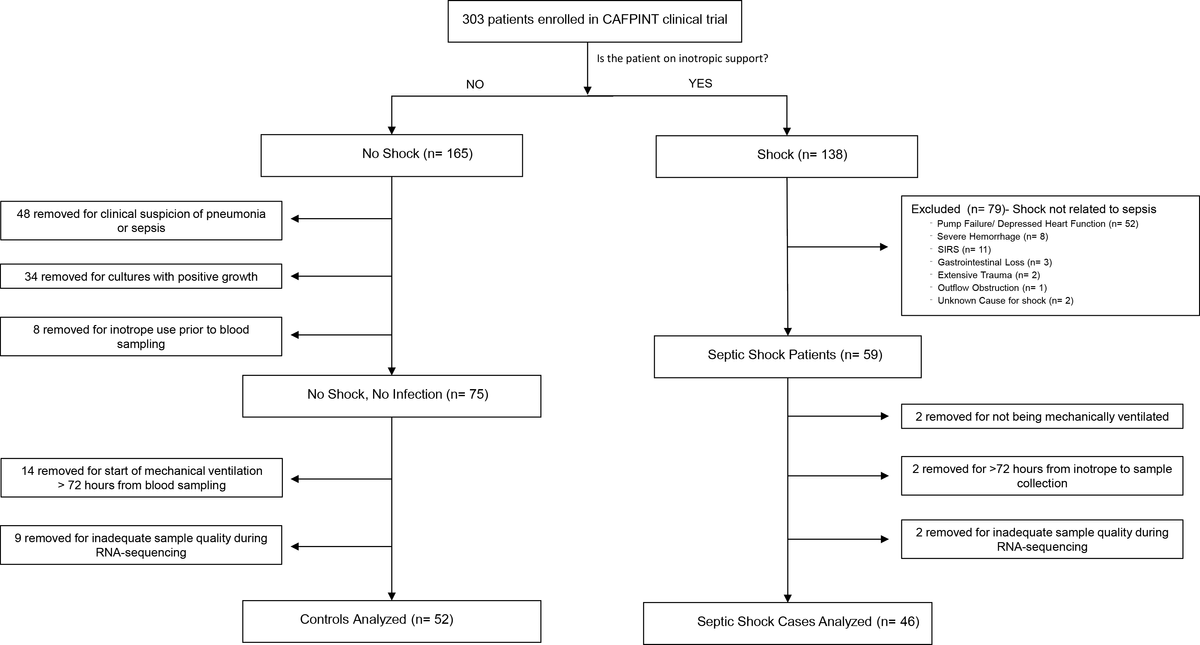 303 patients enrolled in CAFPINT clinical trial
Is the patient on inotropic support?
NO
YES
No Shock (n= 165)
Shock (n= 138)
48 removed for clinical suspicion of pneumonia
or sepsis
34 removed for cultures with positive growth
8 removed for inotrope use prior to blood
sampling
Excluded (n= 79)- Shock not related to sepsis
- Pump Failure/ Depressed Heart Function (n= 52)
- Severe Hemorrhage (n= 8)
- SIRS (n= 11)
- Gastrointestinal Loss (n= 3)
- Extensive Trauma (n= 2)
- Outflow Obstruction (n= 1)
- Unknown Cause for shock (n= 2)
No Shock, No Infection (n= 75)
Septic Shock Patients (n= 59)
14 removed for start of mechanical ventilation
> 72 hours from blood sampling
9 removed for inadequate sample quality during
RNA-sequencing
2 removed for not being mechanically ventilated
2 removed for >72 hours from inotrope to sample
collection
2 removed for inadequate sample quality during
RNA-sequencing
Controls Analyzed (n= 52)
Septic Shock Cases Analyzed (n= 46)